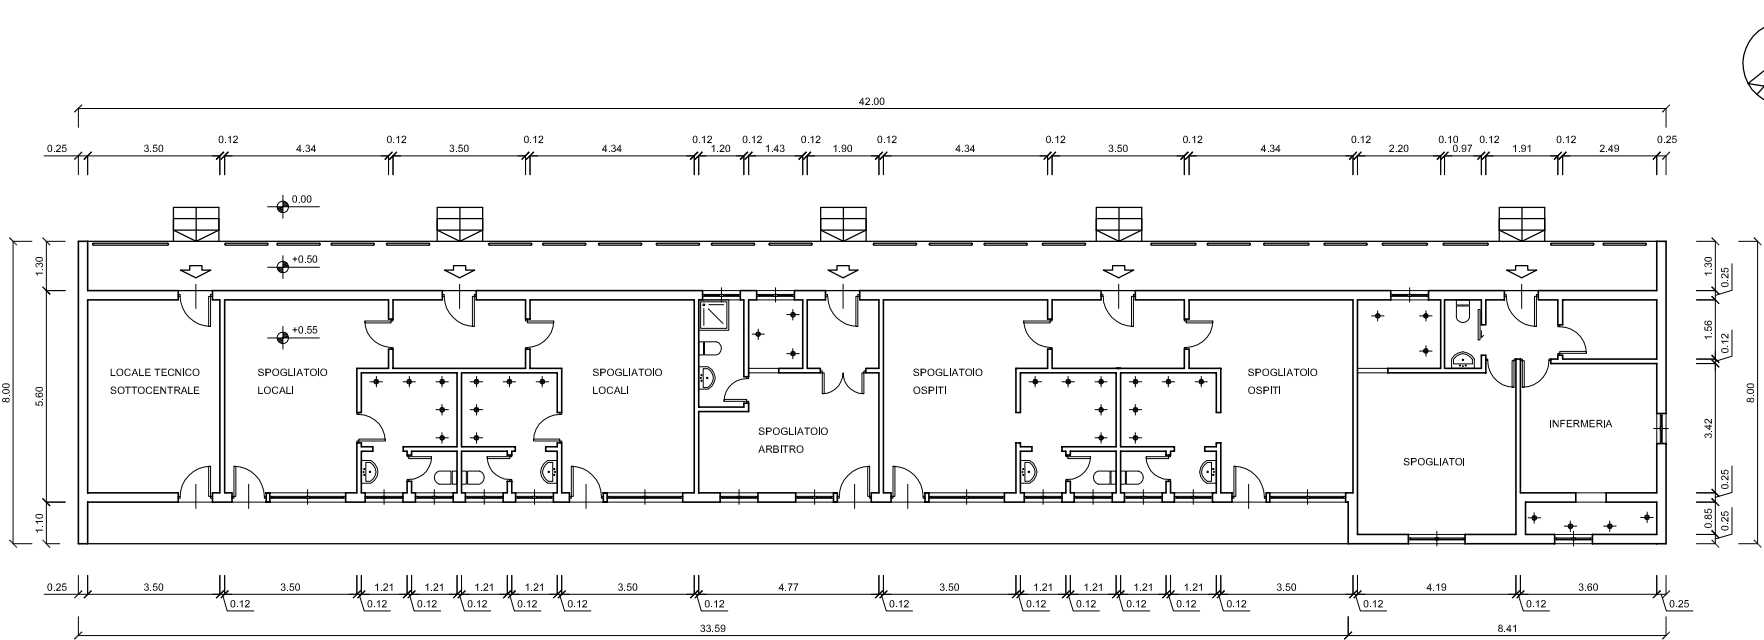 42.00
0.12 0.12 0.12 0.12 0.12 0.12 0.12 0.12 0.12 0.12 0.10 0.12 0.12
0.25 3.50 4.34 3.50 4.34 1.20 1.43 1.90 4.34 3.50 4.34 2.20 0.97 1.91 2.49 0.25
0.00
+0.50
+0.55
1.30
5.60
1.10
8.00
LOCALE TECNICO
SOTTOCENTRALE
SPOGLIATOIO
LOCALI
SPOGLIATOIO
LOCALI
SPOGLIATOIO
ARBITRO
SPOGLIATOIO
OSPITI
SPOGLIATOIO
OSPITI
SPOGLIATOI
INFERMERIA
1.30
0.25
1.56
0.12
3.42
0.25
0.85
0.25
8.00
0.25 3.50 3.50 1.21 1.21 1.21 1.21 3.50 4.77 3.50 1.21 1.21 1.21 1.21 3.50 4.19 3.60
0.12 0.12 0.12 0.12 0.12 0.12 0.12 0.12 0.12 0.12 0.12 0.12 0.12 0.12 0.12 0.25
33.59 8.41